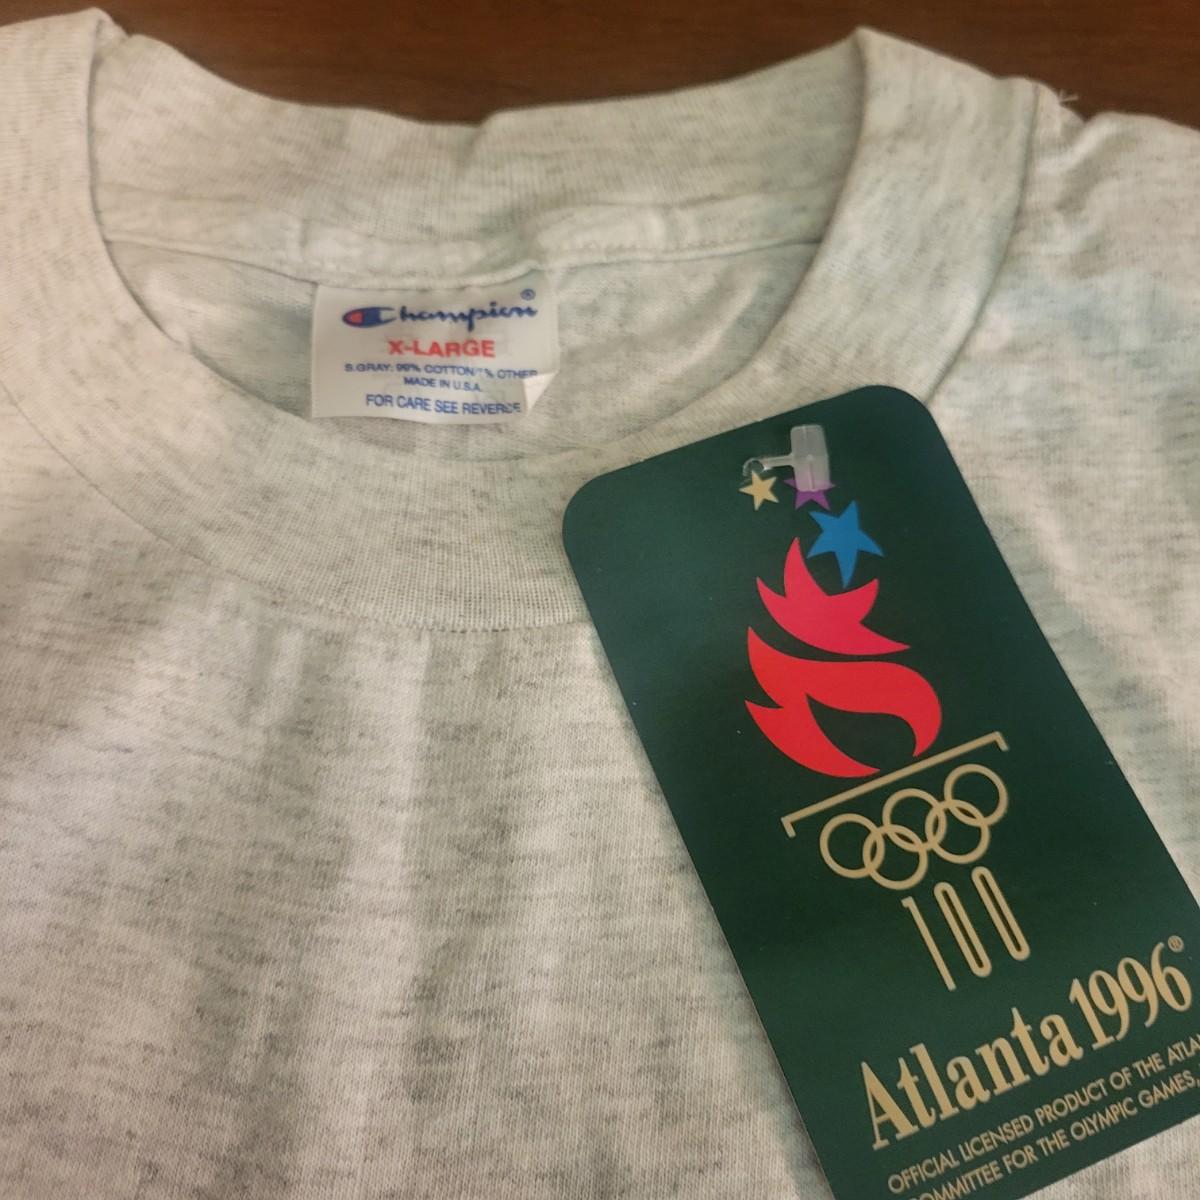 Champion®
X-LARGE
S.GRAY: 99% COTTON/1% OTHER
MADE IN U.S.A.
FOR CARE SEE REVERSE
100
Atlanta 1996®
OFFICIAL LICENSED PRODUCT OF THE
COMMITTEE FOR THE OLYMPIC GAMES,